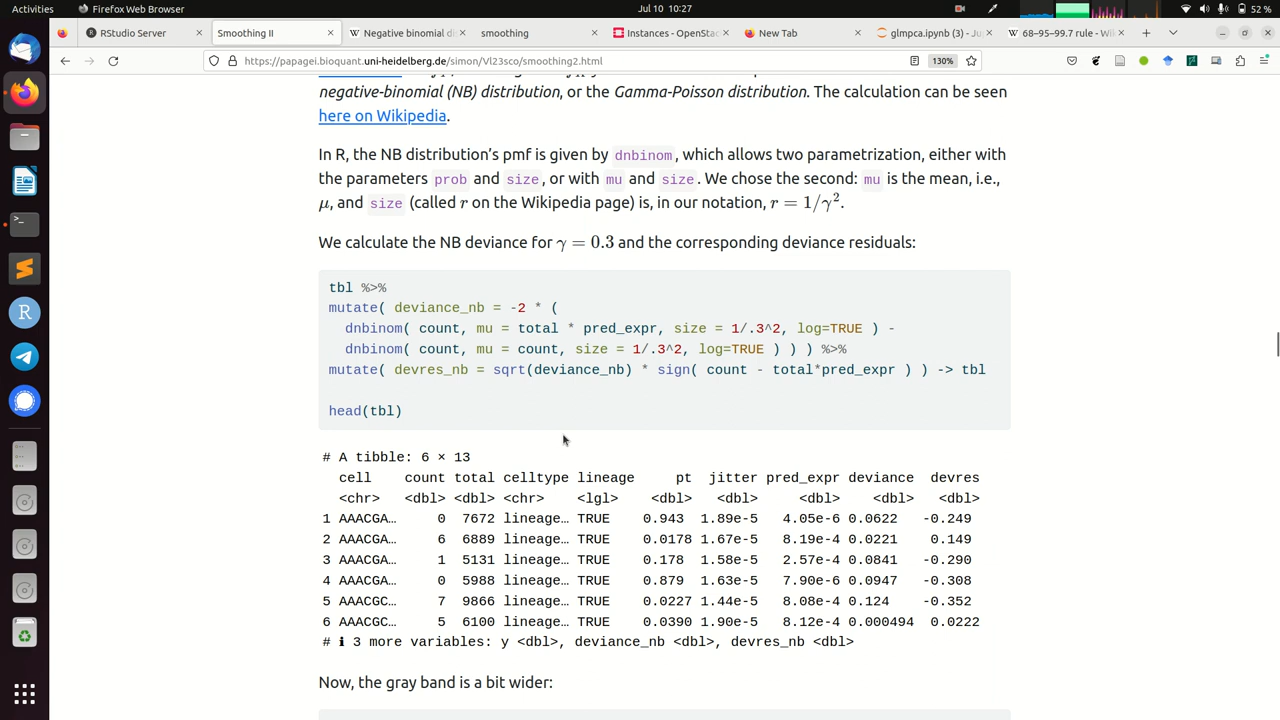 Activities
Firefox Web Browser
Jul 10 10:27
52 %
RStudio Server
Smoothing II
Negative binomial di
smoothing
Instances - OpenStac
New Tab
glmpca.ipynb (3) - Ju
68–95–99.7 rule - Wi
https://papagei.bioquant.uni-heidelberg.de/simon/Vl23sco/smoothing2.html
130%
negative-binomial (NB) distribution, or the Gamma-Poisson distribution. The calculation can be seen
here on Wikipedia.
In R, the NB distribution's pmf is given by dnbinom, which allows two parametrization, either with
the parameters prob and size, or with mu and size. We chose the second: mu is the mean, i.e.,
μ, and size (called r on the Wikipedia page) is, in our notation, r = 1/γ².
We calculate the NB deviance for γ = 0.3 and the corresponding deviance residuals:
tbl %>%
mutate( deviance_nb = -2 * (
dnbinom( count, mu = total * pred_expr, size = 1/.3^2, log=TRUE ) -
dnbinom( count, mu = count, size = 1/.3^2, log=TRUE ) ) ) %>%
mutate( devres_nb = sqrt(deviance_nb) * sign( count - total*pred_expr ) ) -> tbl
head(tbl)
# A tibble: 6 × 13
cell count total celltype lineage pt jitter pred_expr deviance devres
<chr> <dbl> <dbl> <chr> <lgl> <dbl> <dbl> <dbl> <dbl> <dbl>
1 AAACGA… 0 7672 lineage… TRUE 0.943 1.89e-5 4.05e-6 0.0622 -0.249
2 AAACGA… 6 6889 lineage… TRUE 0.0178 1.67e-5 8.19e-4 0.0221 0.149
3 AAACGA… 1 5131 lineage… TRUE 0.178 1.58e-5 2.57e-4 0.0841 -0.290
4 AAACGA… 0 5988 lineage… TRUE 0.879 1.63e-5 7.90e-6 0.0947 -0.308
5 AAACGC… 7 9866 lineage… TRUE 0.0227 1.44e-5 8.08e-4 0.124 -0.352
6 AAACGC… 5 6100 lineage… TRUE 0.0390 1.90e-5 8.12e-4 0.000494 0.0222
# ℹ 3 more variables: y <dbl>, deviance_nb <dbl>, devres_nb <dbl>
Now, the gray band is a bit wider: